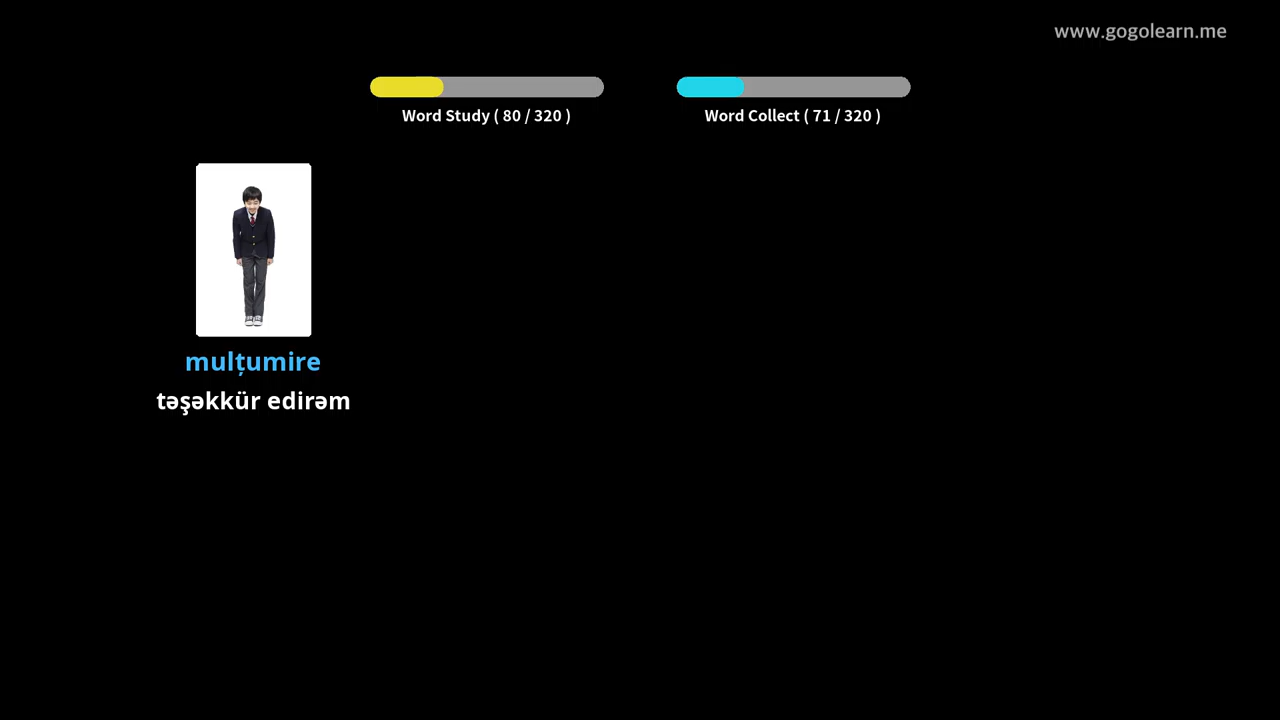 www.gogolearn.me
Word Study ( 80 / 320 )
Word Collect ( 71 / 320 )
mulțumire
təşəkkür edirəm